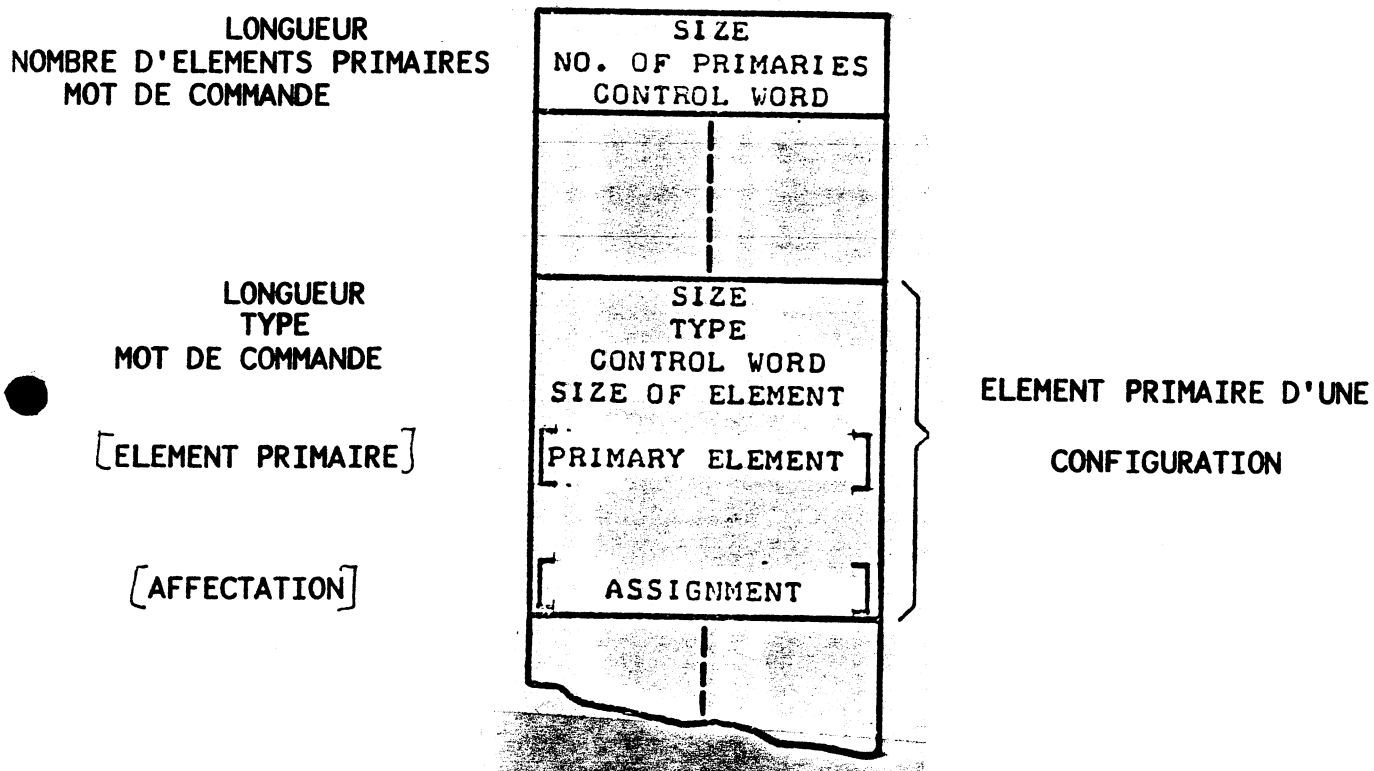 LONGUEUR
NOMBRE D'ELEMENTS PRIMAIRES
MOT DE COMMANDE
SIZE
NO. OF PRIMARIES
CONTROL WORD
LONGUEUR
TYPE
MOT DE COMMANDE
[ELEMENT PRIMAIRE]
[AFFECTATION]
SIZE
TYPE
CONTROL WORD
SIZE OF ELEMENT
[PRIMARY ELEMENT]
[ASSIGNMENT]
ELEMENT PRIMAIRE D'UNE
CONFIGURATION